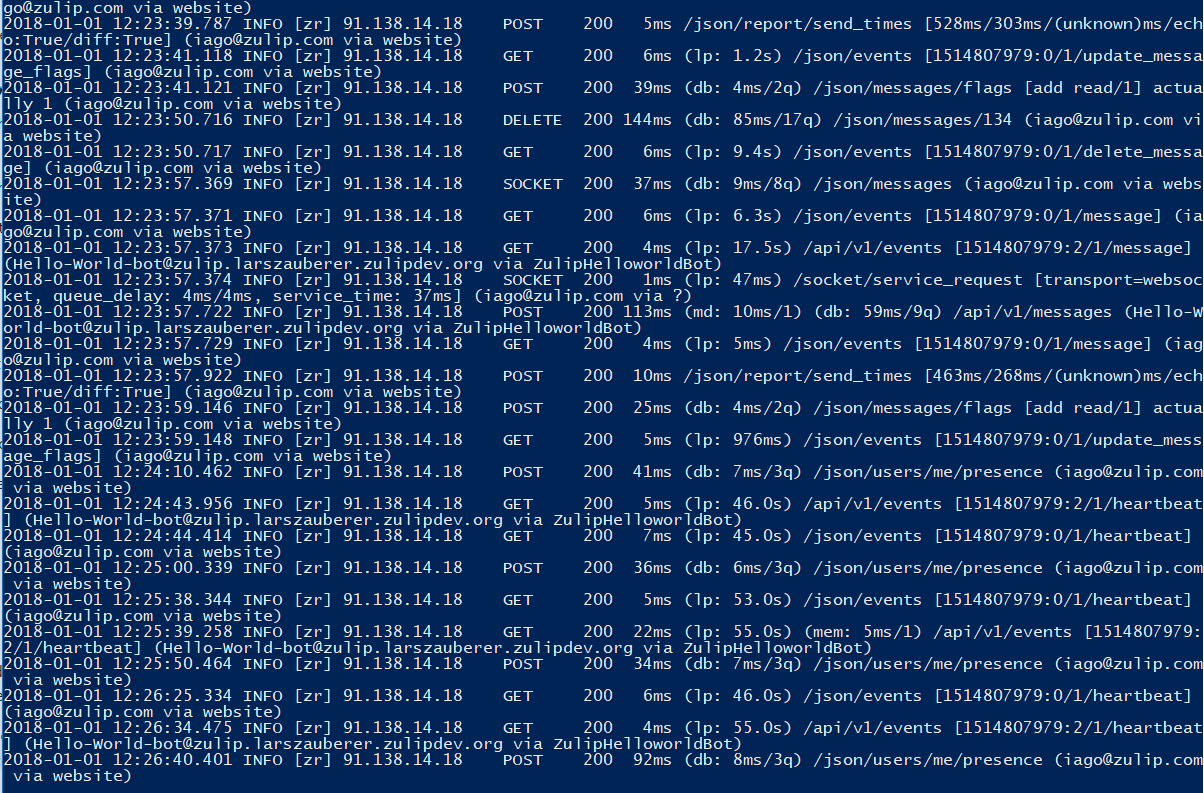 go@zulip.com via website)
2018-01-01 12:23:39.787 INFO [zr] 91.138.14.18    POST    200   5ms /json/report/send_times [528ms/303ms/(unknown)ms/ech
o:True/diff:True] (iago@zulip.com via website)
2018-01-01 12:23:41.118 INFO [zr] 91.138.14.18    GET     200   6ms (lp: 1.2s) /json/events [1514807979:0/1/update_messa
ge_flags] (iago@zulip.com via website)
2018-01-01 12:23:41.121 INFO [zr] 91.138.14.18    POST    200  39ms (db: 4ms/2q) /json/messages/flags [add read/1] actua
lly 1 (iago@zulip.com via website)
2018-01-01 12:23:50.716 INFO [zr] 91.138.14.18    DELETE  200 144ms (db: 85ms/17q) /json/messages/134 (iago@zulip.com vi
a website)
2018-01-01 12:23:50.717 INFO [zr] 91.138.14.18    GET     200   6ms (lp: 9.4s) /json/events [1514807979:0/1/delete_messa
ge] (iago@zulip.com via website)
2018-01-01 12:23:57.369 INFO [zr] 91.138.14.18    SOCKET  200  37ms (db: 9ms/8q) /json/messages (iago@zulip.com via webs
ite)
2018-01-01 12:23:57.371 INFO [zr] 91.138.14.18    GET     200   6ms (lp: 6.3s) /json/events [1514807979:0/1/message] (ia
go@zulip.com via website)
2018-01-01 12:23:57.373 INFO [zr] 91.138.14.18    GET     200   4ms (lp: 17.5s) /api/v1/events [1514807979:2/1/message]
(Hello-World-bot@zulip.larszauberer.zulipdev.org via ZulipHelloworldBot)
2018-01-01 12:23:57.374 INFO [zr] 91.138.14.18    SOCKET  200   1ms (lp: 47ms) /socket/service_request [transport=websoc
ket, queue_delay: 4ms/4ms, service_time: 37ms] (iago@zulip.com via ?)
2018-01-01 12:23:57.722 INFO [zr] 91.138.14.18    POST    200 113ms (md: 10ms/1) (db: 59ms/9q) /api/v1/messages (Hello-W
orld-bot@zulip.larszauberer.zulipdev.org via ZulipHelloworldBot)
2018-01-01 12:23:57.729 INFO [zr] 91.138.14.18    GET     200   4ms (lp: 5ms) /json/events [1514807979:0/1/message] (iag
o@zulip.com via website)
2018-01-01 12:23:57.922 INFO [zr] 91.138.14.18    POST    200  10ms /json/report/send_times [463ms/268ms/(unknown)ms/ech
o:True/diff:True] (iago@zulip.com via website)
2018-01-01 12:23:59.146 INFO [zr] 91.138.14.18    POST    200  25ms (db: 4ms/2q) /json/messages/flags [add read/1] actua
lly 1 (iago@zulip.com via website)
2018-01-01 12:23:59.148 INFO [zr] 91.138.14.18    GET     200   5ms (lp: 976ms) /json/events [1514807979:0/1/update_mess
age_flags] (iago@zulip.com via website)
2018-01-01 12:24:10.462 INFO [zr] 91.138.14.18    POST    200  41ms (db: 7ms/3q) /json/users/me/presence (iago@zulip.com
 via website)
2018-01-01 12:24:43.956 INFO [zr] 91.138.14.18    GET     200   5ms (lp: 46.0s) /api/v1/events [1514807979:2/1/heartbeat
] (Hello-World-bot@zulip.larszauberer.zulipdev.org via ZulipHelloworldBot)
2018-01-01 12:24:44.414 INFO [zr] 91.138.14.18    GET     200   7ms (lp: 45.0s) /json/events [1514807979:0/1/heartbeat]
(iago@zulip.com via website)
2018-01-01 12:25:00.339 INFO [zr] 91.138.14.18    POST    200  36ms (db: 6ms/3q) /json/users/me/presence (iago@zulip.com
 via website)
2018-01-01 12:25:38.344 INFO [zr] 91.138.14.18    GET     200   5ms (lp: 53.0s) /json/events [1514807979:0/1/heartbeat]
(iago@zulip.com via website)
2018-01-01 12:25:39.258 INFO [zr] 91.138.14.18    GET     200  22ms (lp: 55.0s) (mem: 5ms/1) /api/v1/events [1514807979:
2/1/heartbeat] (Hello-World-bot@zulip.larszauberer.zulipdev.org via ZulipHelloworldBot)
2018-01-01 12:25:50.464 INFO [zr] 91.138.14.18    POST    200  34ms (db: 7ms/3q) /json/users/me/presence (iago@zulip.com
 via website)
2018-01-01 12:26:25.334 INFO [zr] 91.138.14.18    GET     200   6ms (lp: 46.0s) /json/events [1514807979:0/1/heartbeat]
(iago@zulip.com via website)
2018-01-01 12:26:34.475 INFO [zr] 91.138.14.18    GET     200   4ms (lp: 55.0s) /api/v1/events [1514807979:2/1/heartbeat
] (Hello-World-bot@zulip.larszauberer.zulipdev.org via ZulipHelloworldBot)
2018-01-01 12:26:40.401 INFO [zr] 91.138.14.18    POST    200  92ms (db: 8ms/3q) /json/users/me/presence (iago@zulip.com
 via website)